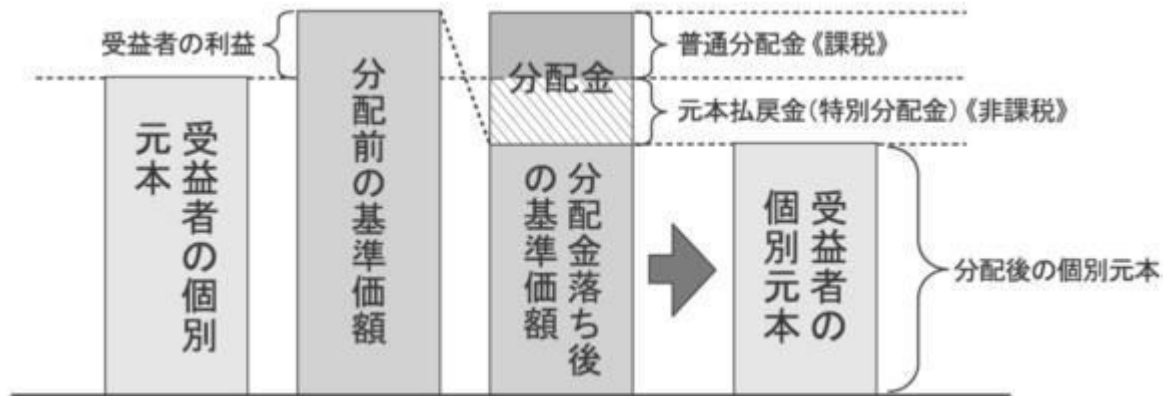 受益者の利益
受益者の個別
元本
分配前の基準価額
分配金
分配金落ち後
の基準価額
普通分配金《課税》
元本払戻金(特別分配金)《非課税》
受益者の
個別元本
分配後の個別元本